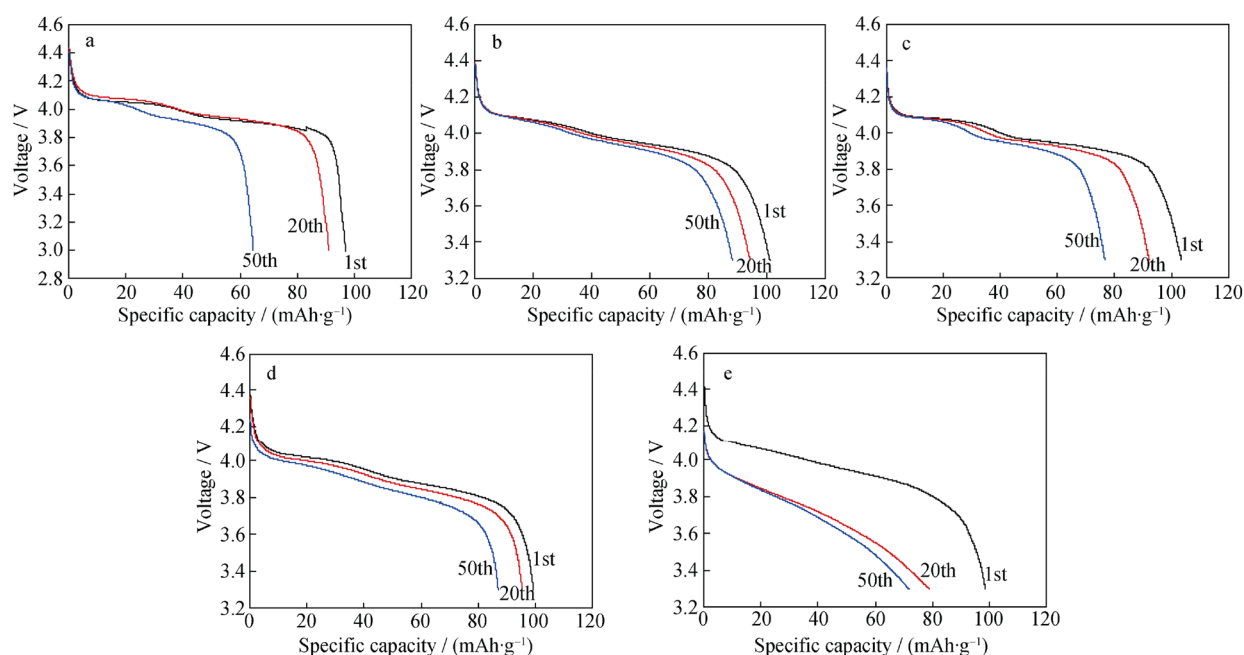 a
4.6
4.4
4.2
4.0
3.8
3.6
3.4
3.2
3.0
2.8
Voltage / V
50th
20th
1st
0 20 40 60 80 100 120
Specific capacity / (mAh·g⁻¹)
b
4.6
4.4
4.2
4.0
3.8
3.6
3.4
3.2
Voltage / V
50th
20th
1st
0 20 40 60 80 100 120
Specific capacity / (mAh·g⁻¹)
c
4.6
4.4
4.2
4.0
3.8
3.6
3.4
3.2
Voltage / V
50th
20th
1st
0 20 40 60 80 100 120
Specific capacity / (mAh·g⁻¹)
d
4.6
4.4
4.2
4.0
3.8
3.6
3.4
3.2
Voltage / V
50th
20th
1st
0 20 40 60 80 100 120
Specific capacity / (mAh·g⁻¹)
e
4.6
4.4
4.2
4.0
3.8
3.6
3.4
3.2
Voltage / V
50th
20th
1st
0 20 40 60 80 100 120
Specific capacity / (mAh·g⁻¹)